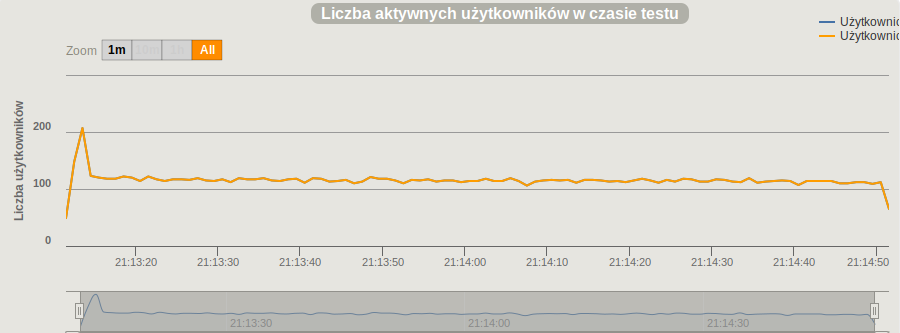 Liczba aktywnych użytkowników w czasie testu
Użytkownic
Użytkownic
Zoom 1m 10m 1h All
Liczba użytkowników
200
100
0
21:13:20 21:13:30 21:13:40 21:13:50 21:14:00 21:14:10 21:14:20 21:14:30 21:14:40 21:14:50
21:13:30 21:14:00 21:14:30